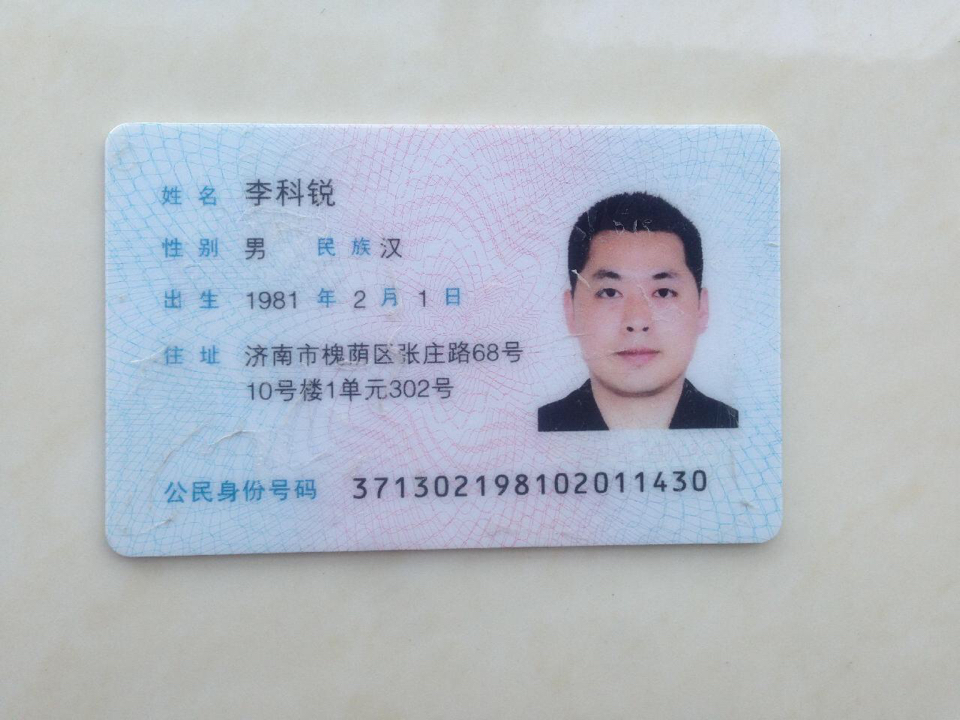 姓名 李科锐
性别 男 民族 汉
出生 1981 年 2 月 1 日
住址 济南市槐荫区张庄路68号
10号楼1单元302号
公民身份号码 371302198102011430